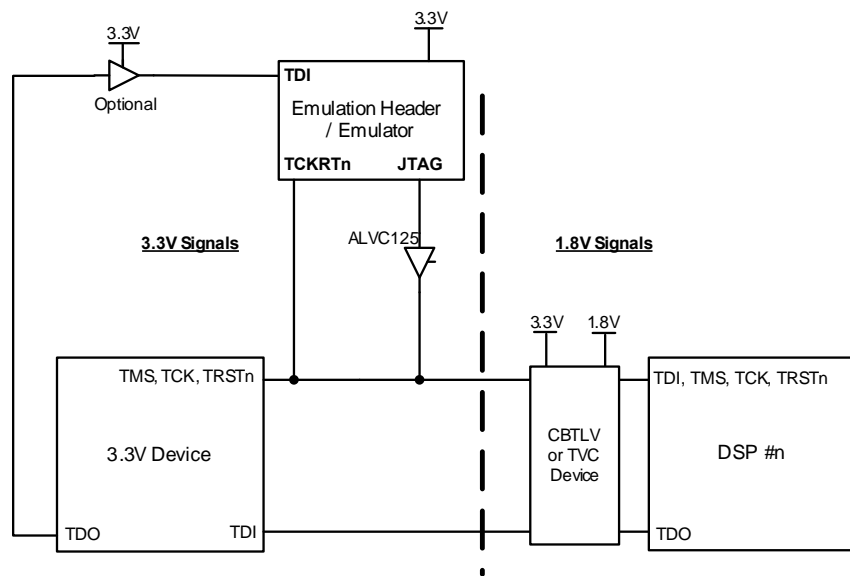 3.3V
3.3V
TDI
Optional
Emulation Header
/ Emulator
TCKRTn
JTAG
3.3V Signals
ALVC125
1.8V Signals
3.3V
1.8V
TMS, TCK, TRSTn
TDI, TMS, TCK, TRSTn
3.3V Device
CBTLV
or TVC
Device
DSP #n
TDO
TDI
TDO